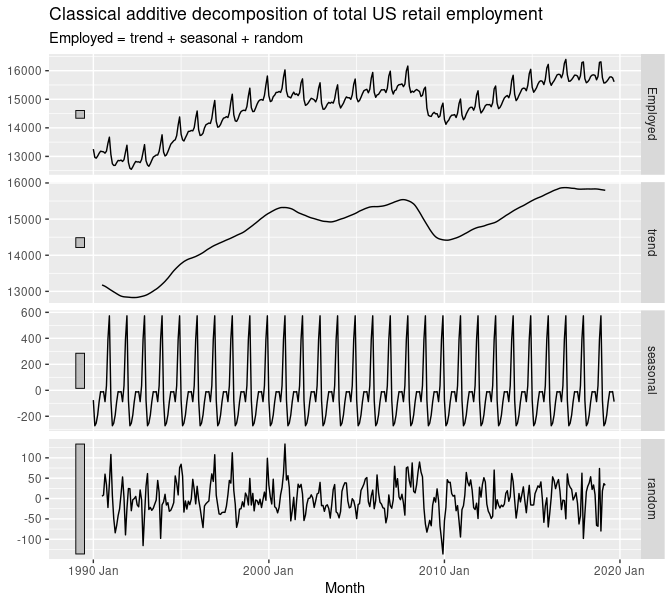 Classical additive decomposition of total US retail employment
Employed = trend + seasonal + random
16000
15000
14000
13000
Employed
16000
15000
14000
13000
trend
600
400
200
0
-200
seasonal
100
50
0
-50
-100
random
1990 Jan
2000 Jan
2010 Jan
2020 Jan
Month